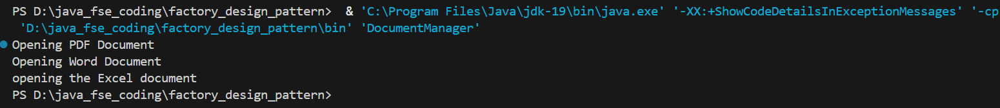 PS D:\java_fse_coding\factory_design_pattern>  & 'C:\Program Files\Java\jdk-19\bin\java.exe' '-XX:+ShowCodeDetailsInExceptionMessages' '-cp
'D:\java_fse_coding\factory_design_pattern\bin' 'DocumentManager'
Opening PDF Document
Opening Word Document
opening the Excel document
PS D:\java_fse_coding\factory_design_pattern>